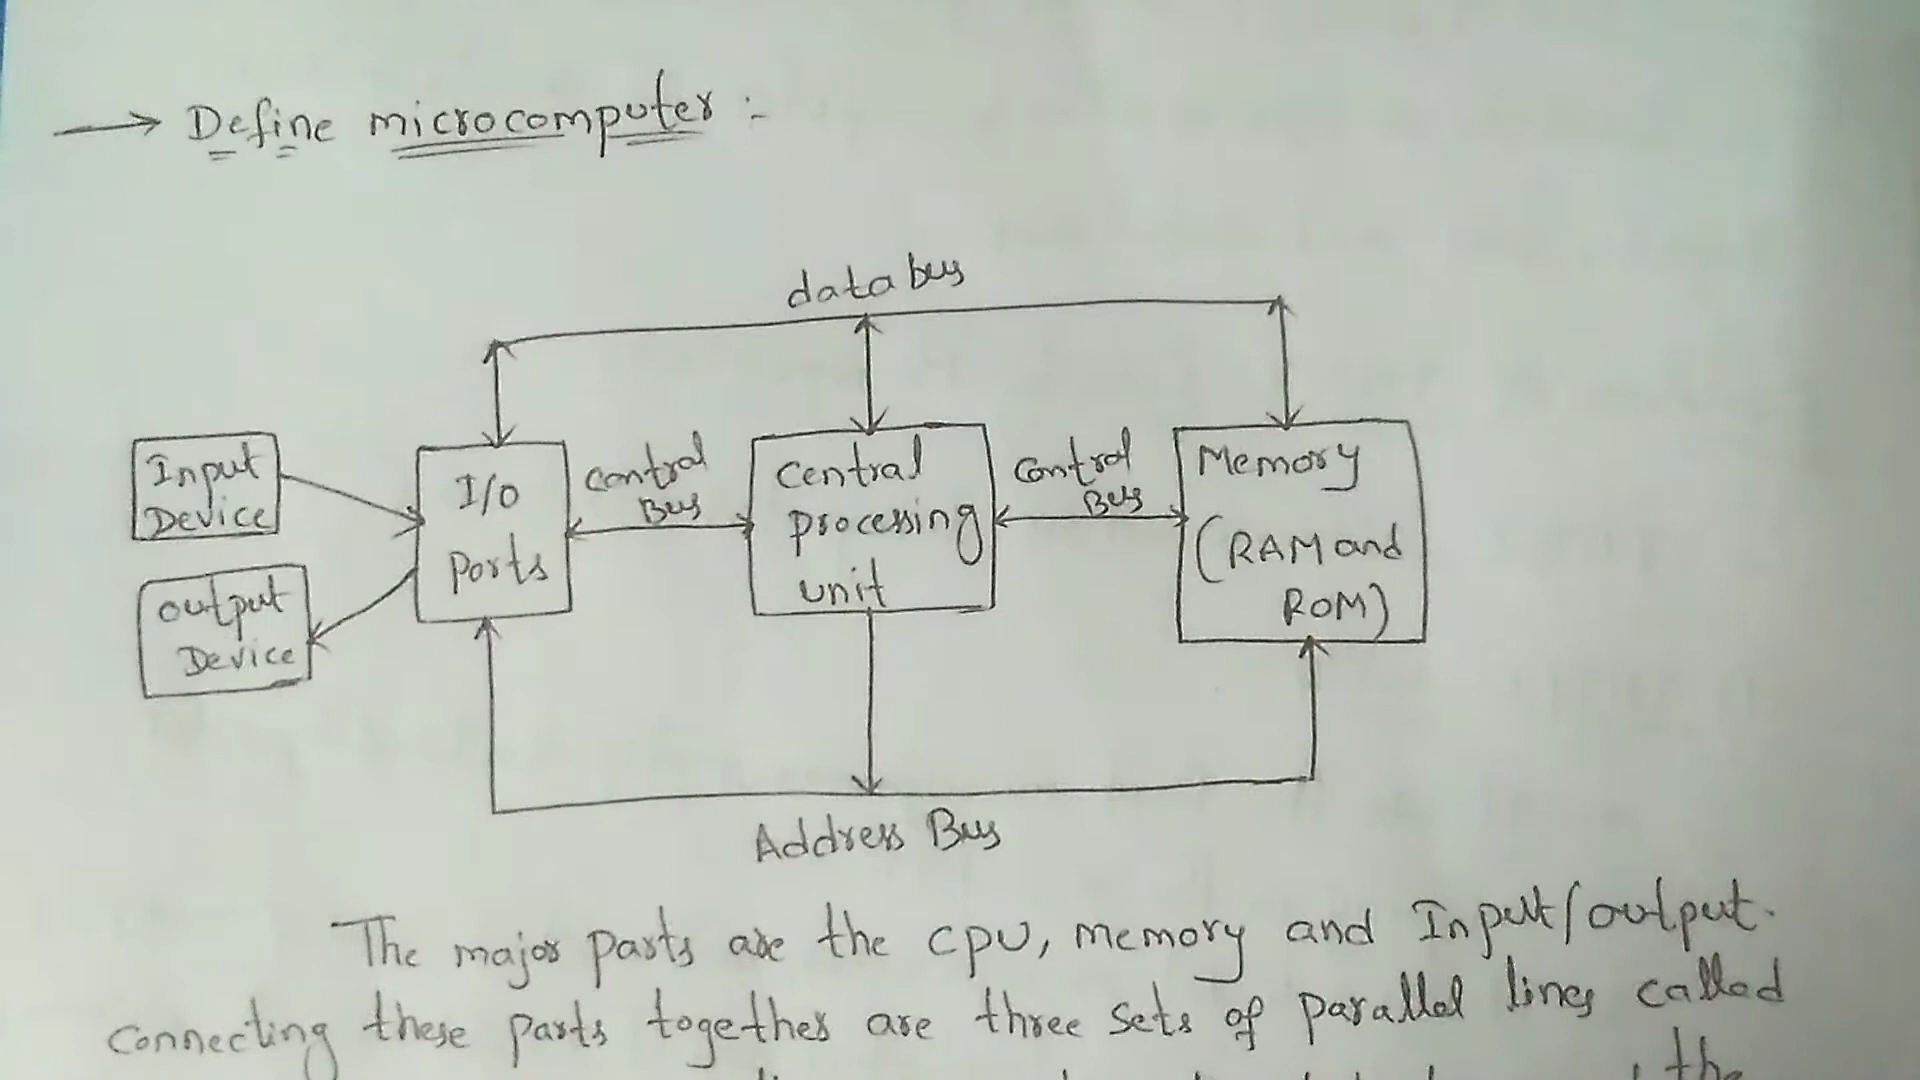 → Define microcomputer :-
data bus
Input
Device
output
Device
I/O
Ports
Control
Bus
Central
processing
unit
Control
Bus
Memory
(RAM and
ROM)
Address Bus
The major parts are the cpu, memory and Input/output.
connecting these parts together are three sets of parallel lines called
the